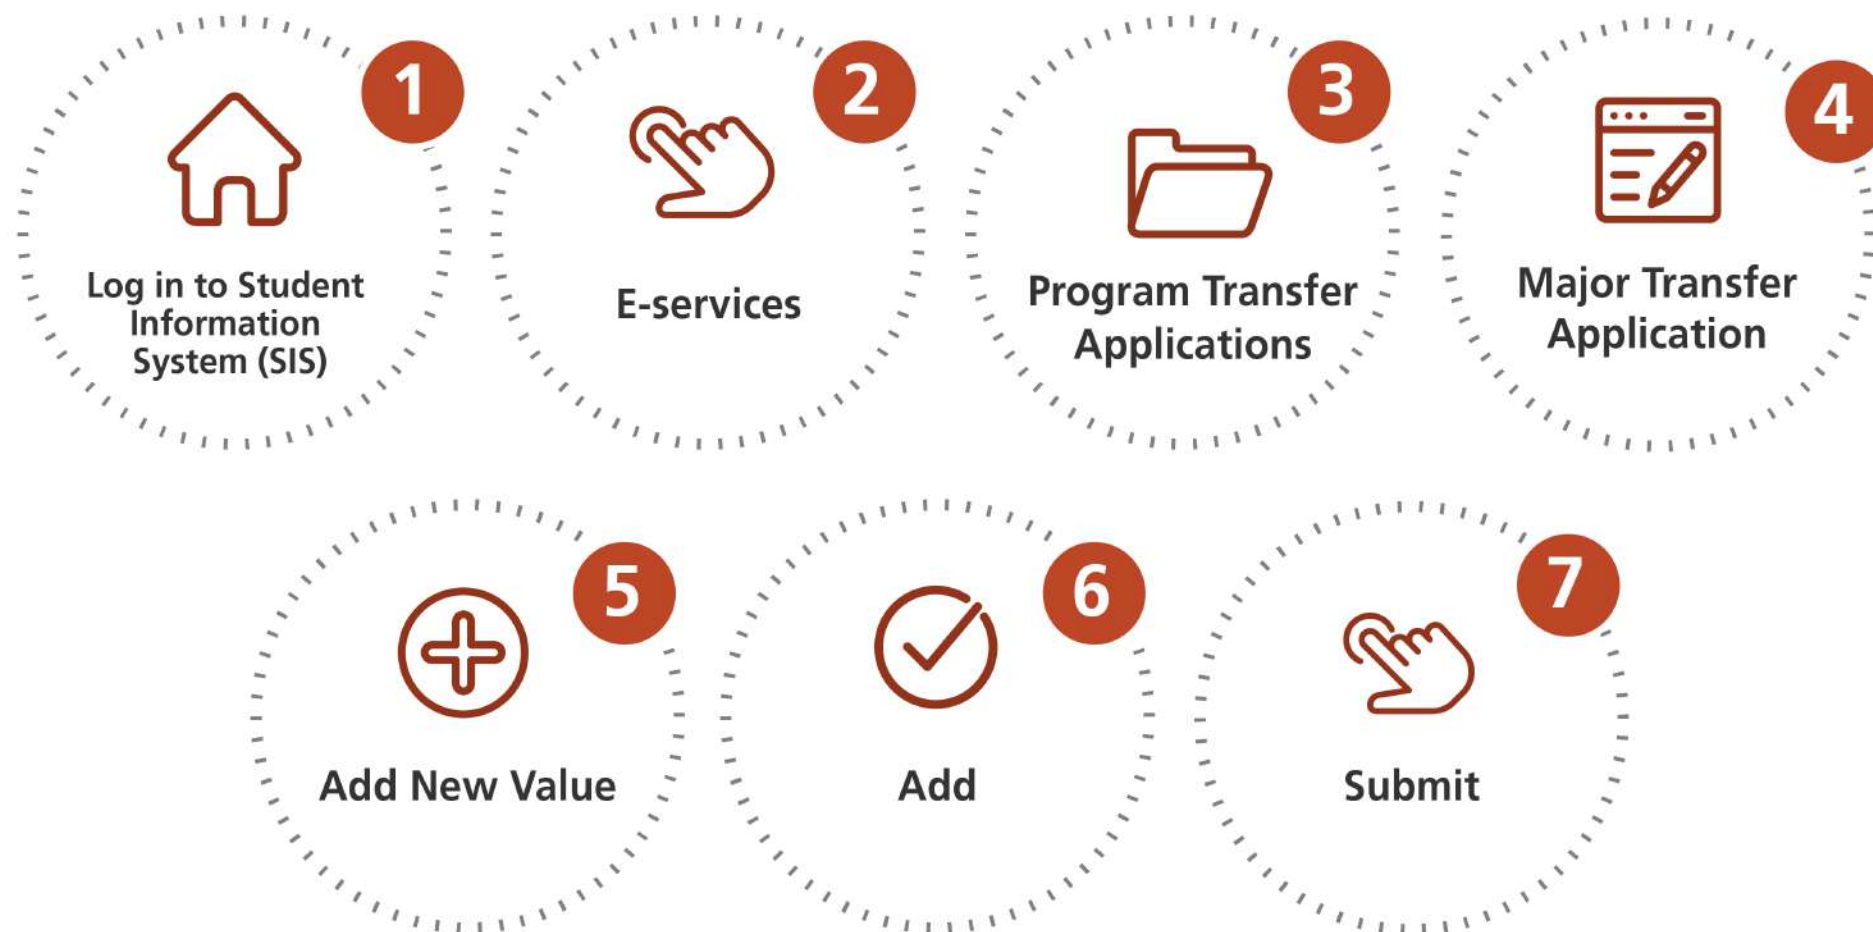 1
Log in to Student
Information
System (SIS)
2
E-services
3
Program Transfer
Applications
4
Major Transfer
Application
5
Add New Value
6
Add
7
Submit